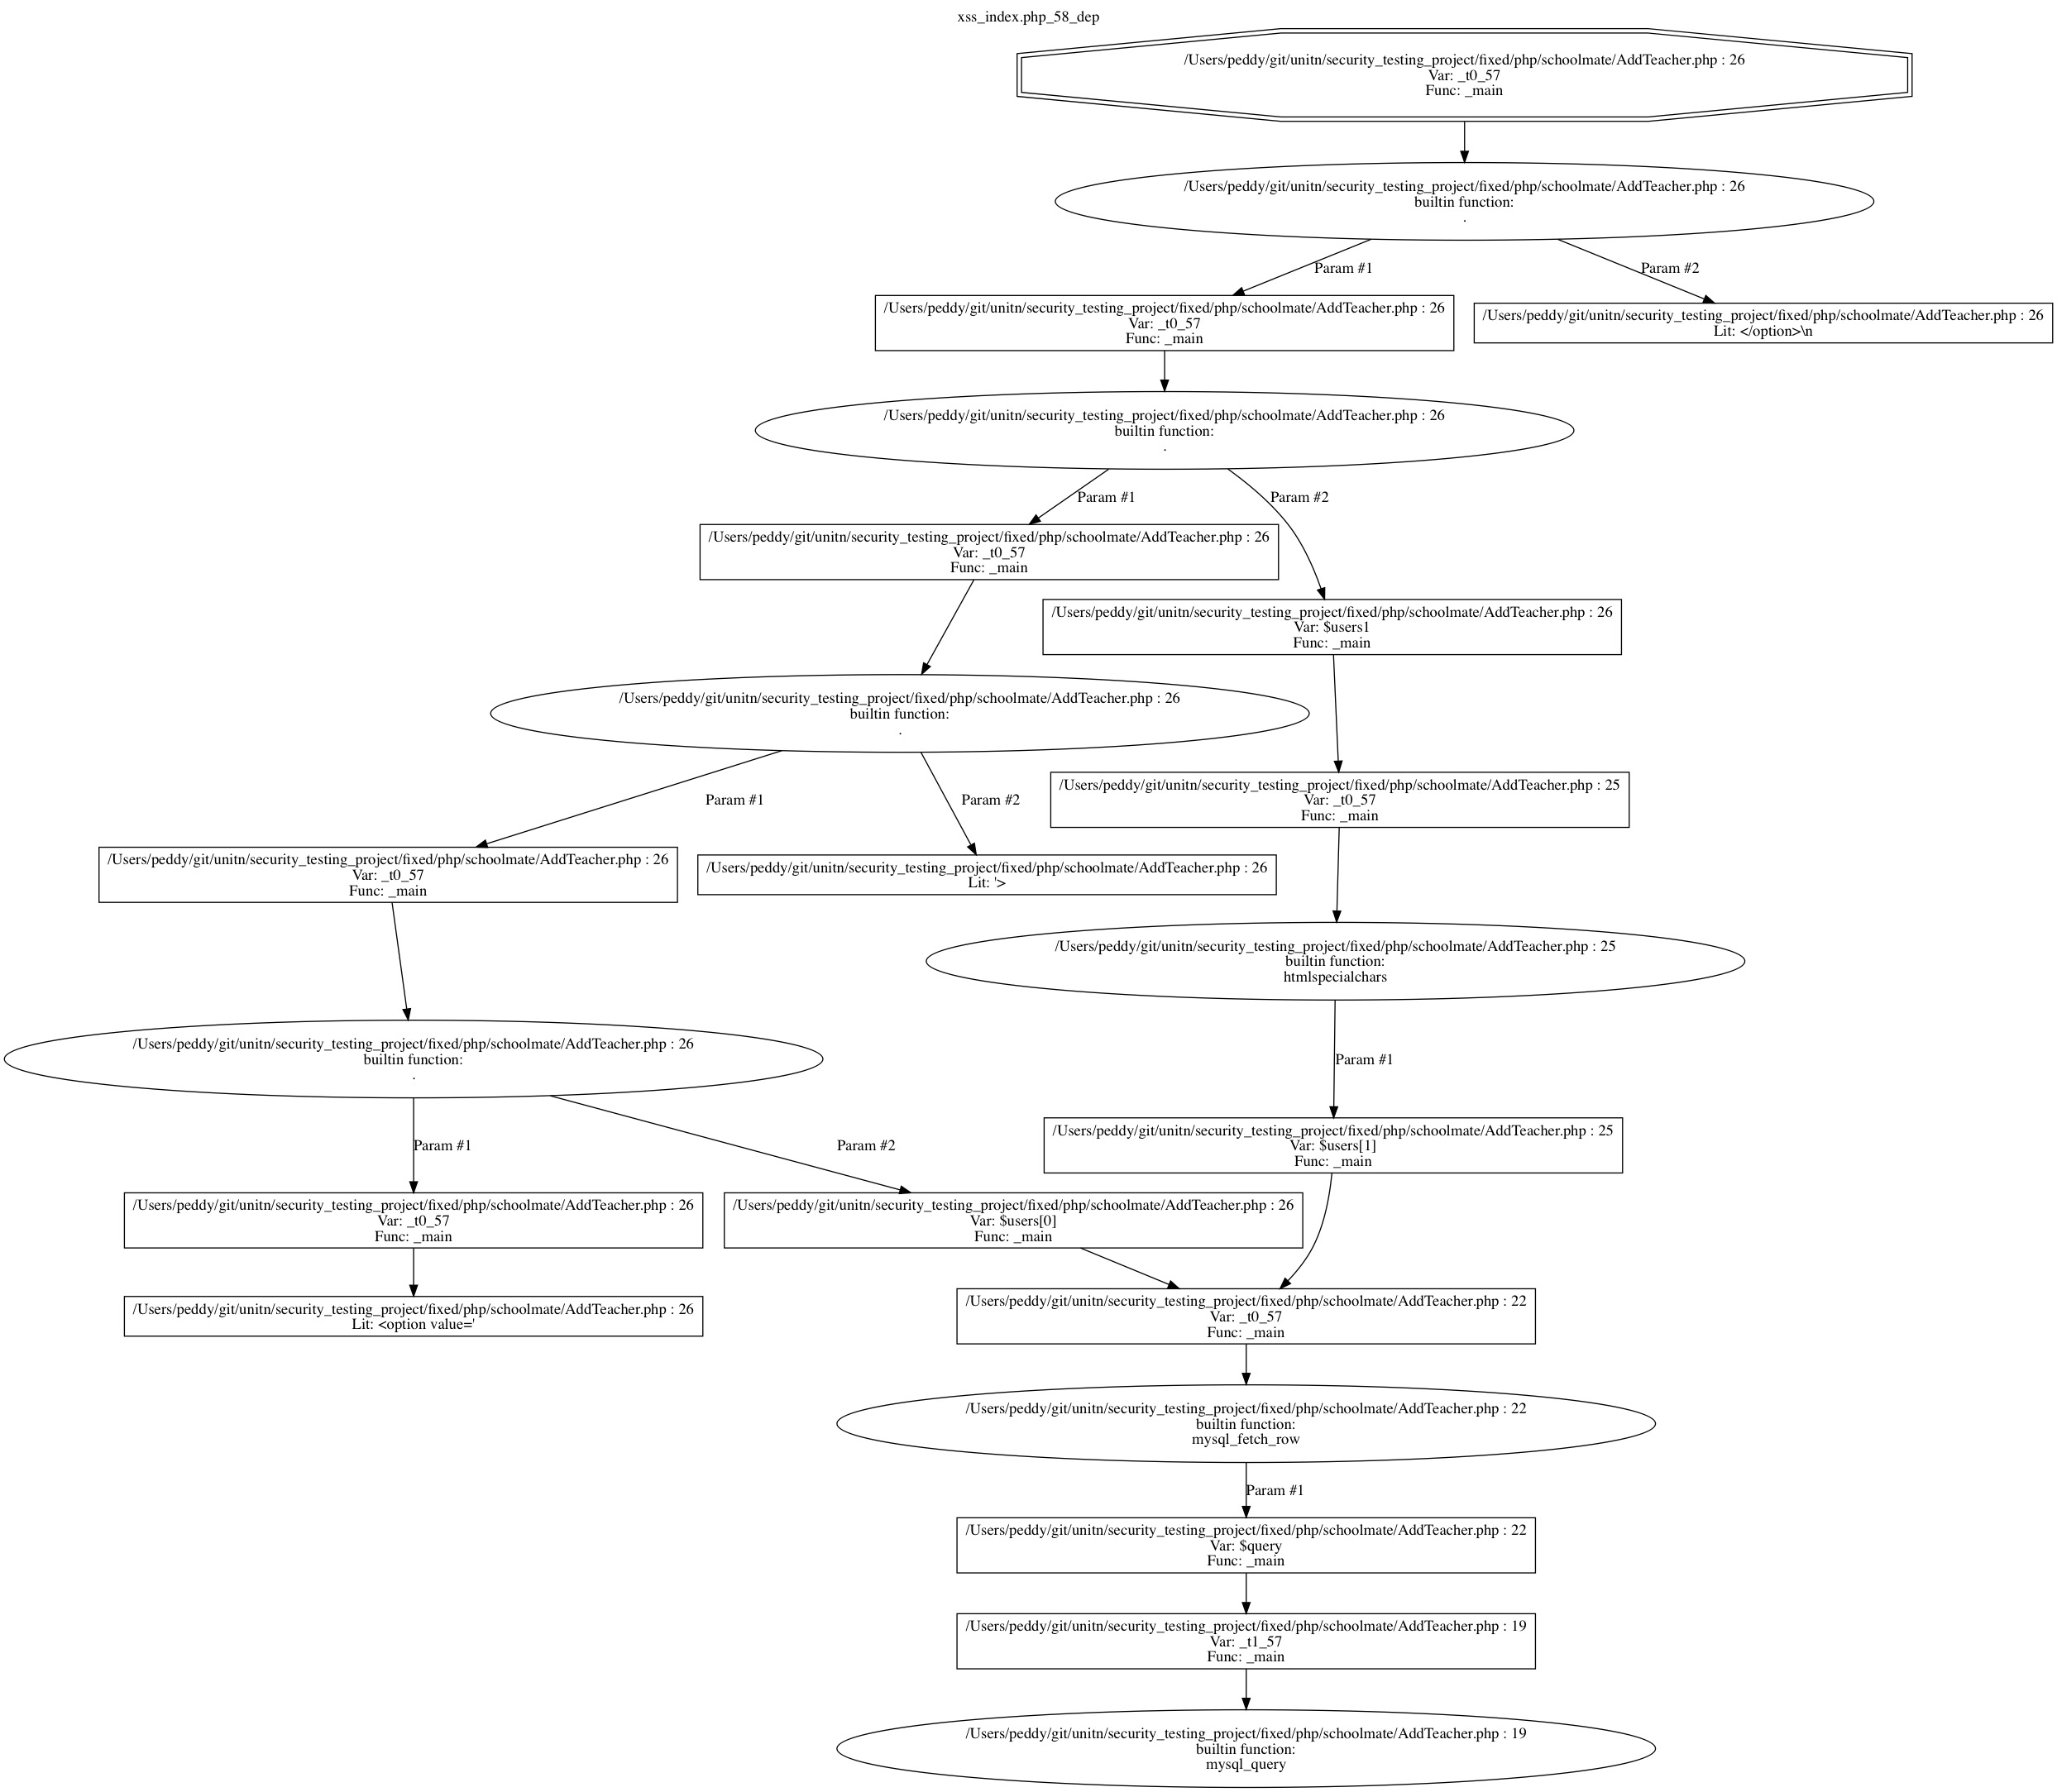 xss_index.php_58_dep
/Users/peddy/git/unitn/security_testing_project/fixed/php/schoolmate/AddTeacher.php : 26
Var: _t0_57
Func: _main
/Users/peddy/git/unitn/security_testing_project/fixed/php/schoolmate/AddTeacher.php : 26
builtin function:
.
Param #1
Param #2
/Users/peddy/git/unitn/security_testing_project/fixed/php/schoolmate/AddTeacher.php : 26
Var: _t0_57
Func: _main
/Users/peddy/git/unitn/security_testing_project/fixed/php/schoolmate/AddTeacher.php : 26
Lit: </option>\n
/Users/peddy/git/unitn/security_testing_project/fixed/php/schoolmate/AddTeacher.php : 26
builtin function:
.
Param #1
Param #2
/Users/peddy/git/unitn/security_testing_project/fixed/php/schoolmate/AddTeacher.php : 26
Var: _t0_57
Func: _main
/Users/peddy/git/unitn/security_testing_project/fixed/php/schoolmate/AddTeacher.php : 26
Var: $users1
Func: _main
/Users/peddy/git/unitn/security_testing_project/fixed/php/schoolmate/AddTeacher.php : 26
builtin function:
.
Param #1
Param #2
/Users/peddy/git/unitn/security_testing_project/fixed/php/schoolmate/AddTeacher.php : 25
Var: _t0_57
Func: _main
/Users/peddy/git/unitn/security_testing_project/fixed/php/schoolmate/AddTeacher.php : 26
Var: _t0_57
Func: _main
/Users/peddy/git/unitn/security_testing_project/fixed/php/schoolmate/AddTeacher.php : 26
Lit: '>
/Users/peddy/git/unitn/security_testing_project/fixed/php/schoolmate/AddTeacher.php : 25
builtin function:
htmlspecialchars
/Users/peddy/git/unitn/security_testing_project/fixed/php/schoolmate/AddTeacher.php : 26
builtin function:
.
Param #1
Param #1
Param #2
/Users/peddy/git/unitn/security_testing_project/fixed/php/schoolmate/AddTeacher.php : 25
Var: $users[1]
Func: _main
/Users/peddy/git/unitn/security_testing_project/fixed/php/schoolmate/AddTeacher.php : 26
Var: _t0_57
Func: _main
/Users/peddy/git/unitn/security_testing_project/fixed/php/schoolmate/AddTeacher.php : 26
Var: $users[0]
Func: _main
/Users/peddy/git/unitn/security_testing_project/fixed/php/schoolmate/AddTeacher.php : 26
Lit: <option value='
/Users/peddy/git/unitn/security_testing_project/fixed/php/schoolmate/AddTeacher.php : 22
Var: _t0_57
Func: _main
/Users/peddy/git/unitn/security_testing_project/fixed/php/schoolmate/AddTeacher.php : 22
builtin function:
mysql_fetch_row
Param #1
/Users/peddy/git/unitn/security_testing_project/fixed/php/schoolmate/AddTeacher.php : 22
Var: $query
Func: _main
/Users/peddy/git/unitn/security_testing_project/fixed/php/schoolmate/AddTeacher.php : 19
Var: _t1_57
Func: _main
/Users/peddy/git/unitn/security_testing_project/fixed/php/schoolmate/AddTeacher.php : 19
builtin function:
mysql_query